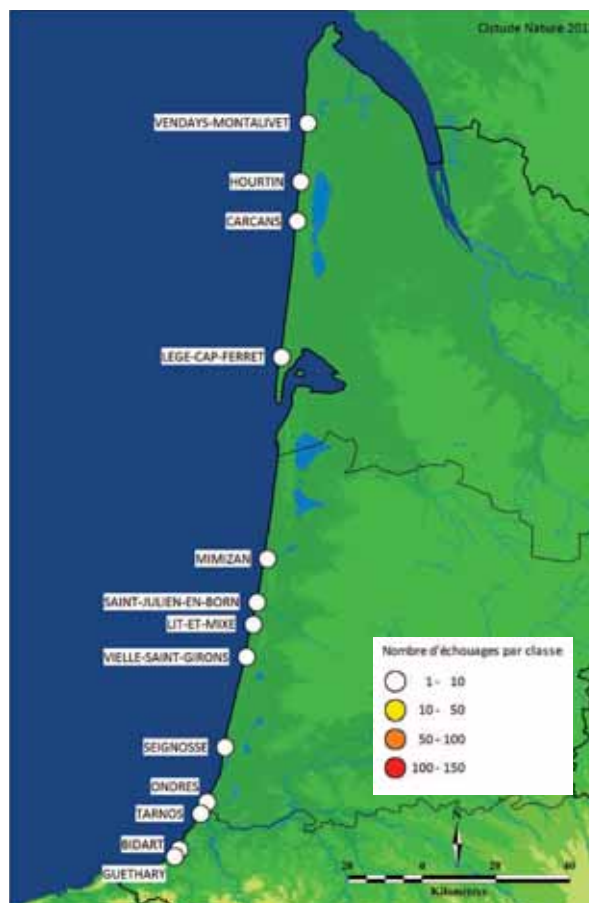 Cistude Nature 201
VENDAYS-MONTALIVET
HOURTIN
CARCANS
LEGE-CAP-FERRET
MIMIZAN
SAINT-JULIEN-EN-BORN
LIT-ET-MIXE
VIELLE-SAINT-GIRONS
Nombre d'échouages par classe
1 - 10
10 - 50
50 - 100
100 - 150
SEIGNOSSE
ONDRES
TARNOS
BIDART
GUETHARY
N
20 0 20 40
Kilomètres